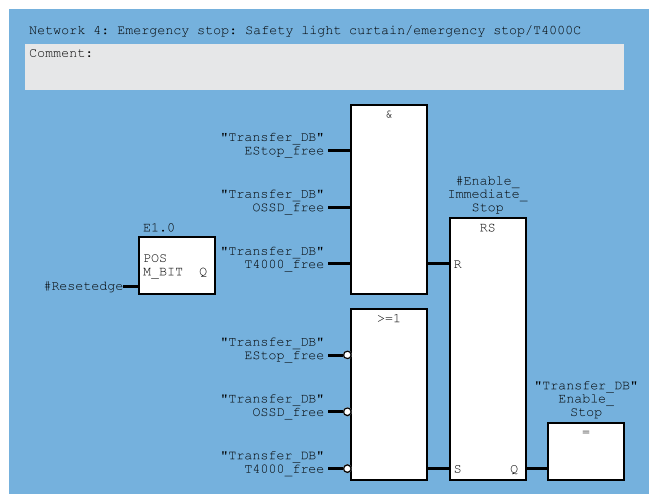 Network 4: Emergency stop: Safety light curtain/emergency stop/T4000C
Comment:
&
"Transfer_DB"
EStop_free
"Transfer_DB"
OSSD_free
"Transfer_DB"
T4000_free
#Enable_
Immediate_
Stop
RS
R
E1.0
POS
M_BIT Q
#Resetedge
>=1
"Transfer_DB"
EStop_free
"Transfer_DB"
OSSD_free
"Transfer_DB"
T4000_free
S Q
"Transfer_DB"
Enable_
Stop
=